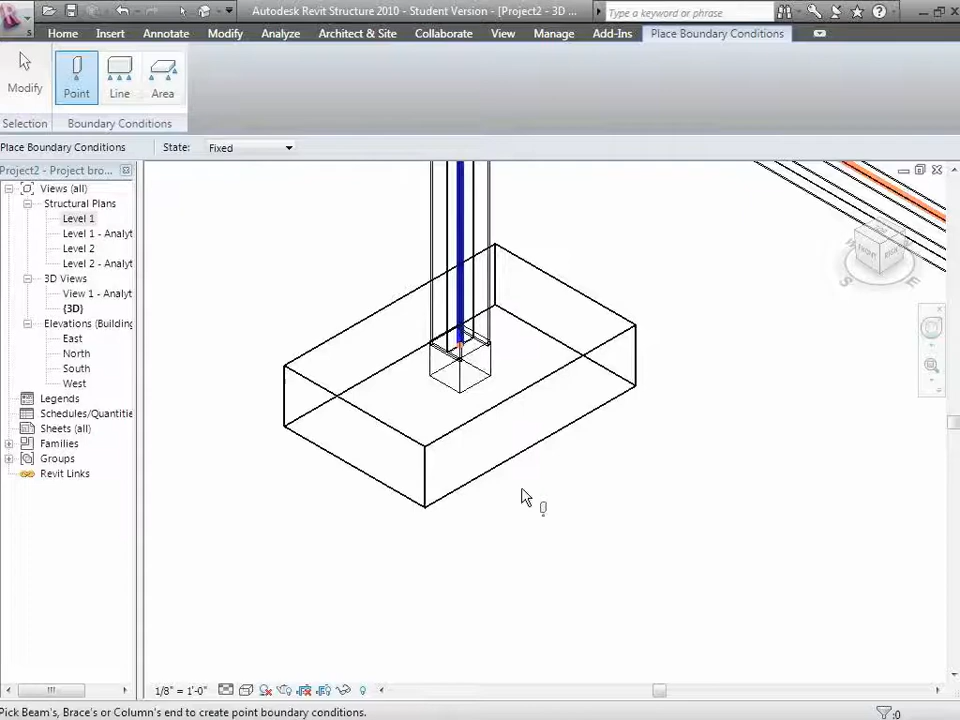 Autodesk Revit Structure 2010 - Student Version - [Project2 - 3D ...
Type a keyword or phrase
Home Insert Annotate Modify Analyze Architect & Site Collaborate View Manage Add-Ins Place Boundary Conditions
Modify Point Line Area
Selection Boundary Conditions
Place Boundary Conditions State: Fixed
Project2 - Project bro...
Views (all)
Structural Plans
Level 1
Level 1 - Analyt
Level 2
Level 2 - Analyt
3D Views
View 1 - Analyt
{3D}
Elevations (Building
East
North
South
West
Legends
Schedules/Quantitie
Sheets (all)
Families
Groups
Revit Links
FRONT
S
E
1/8" = 1'-0"
Pick Beam's, Brace's or Column's end to create point boundary conditions.
:0